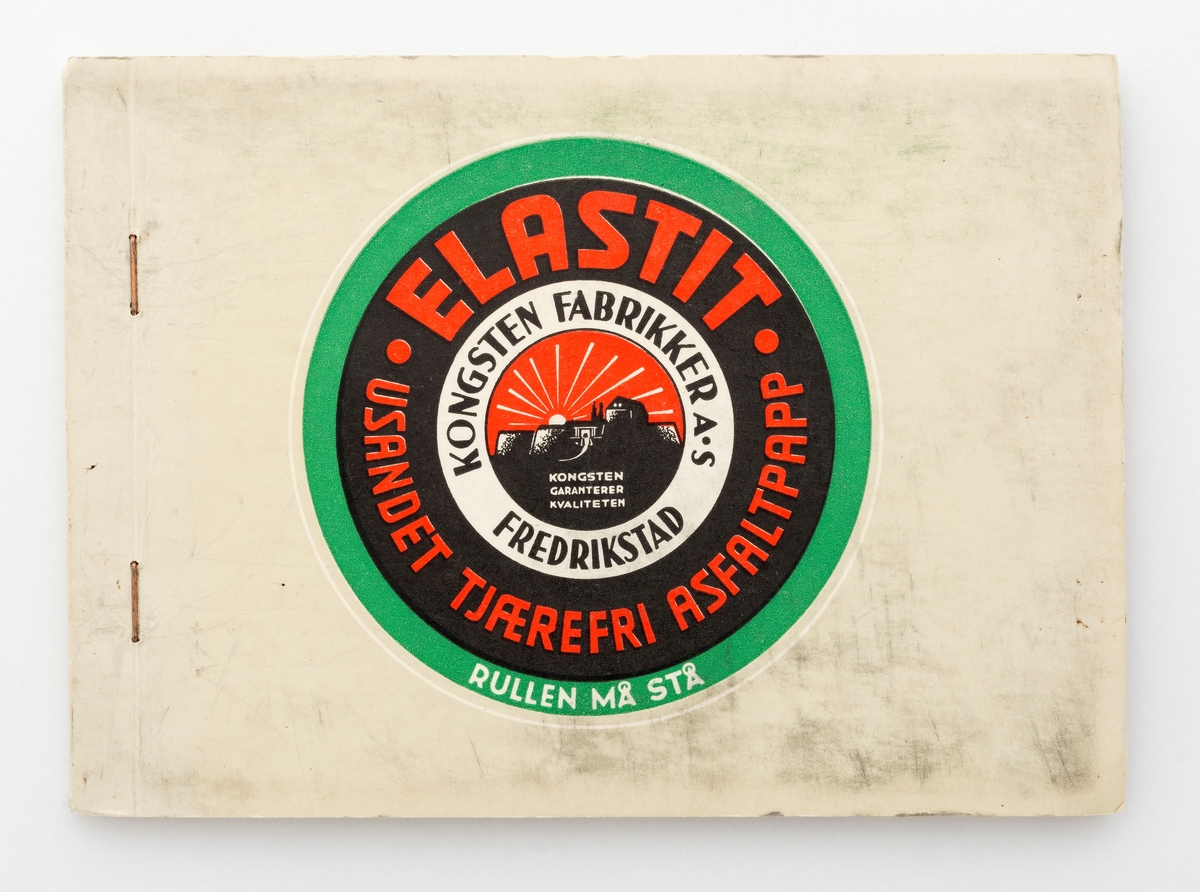 • ELASTIT •
USANDET TJÆREFRI ASFALTPAPP
KONGSTEN FABRIKKER A·S
FREDRIKSTAD
KONGSTEN
GARANTERER
KVALITETEN
RULLEN MÅ STÅ